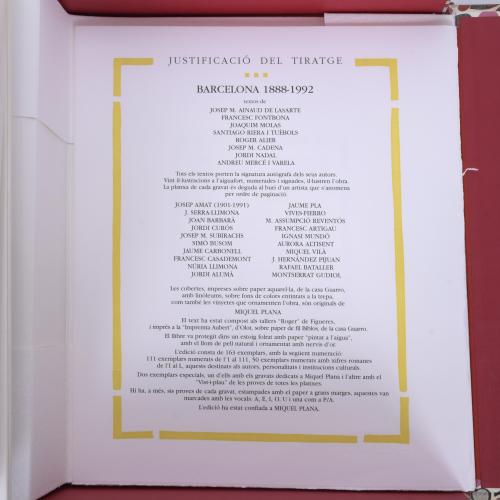 JUSTIFICACIÓ DEL TIRATGE
BARCELONA 1888-1992
textos de
JOSEP M. AINAUD DE LASARTE
FRANCESC FONTBONA
JOAQUIM MOLAS
SANTIAGO RIERA I TUÈBOLS
ROGER ALIER
JOSEP M. CADENA
JORDI NADAL
ANDREU MERCÉ I VARELA
Tots els textos porten la signatura autògrafa dels seus autors.
Vint il·lustracions a l'aiguafort, numerades i signades, il·lustren l'obra.
La planxa de cada gravat és deguda al burí d'un artista que s'anomena
per ordre de paginació.
JOSEP AMAT (1901-1991)
J. SERRA-LLIMONA
JOAN BARBARÀ
JORDI CURÓS
JOSEP M. SUBIRACHS
SIMÓ BUSOM
JAUME CARBONELL
FRANCESC CASADEMONT
NÚRIA LLIMONA
JORDI ALUMÀ
JAUME PLA
VIVES-FIERRO
M. ASSUMPCIÓ REVENTÓS
FRANCESC ARTIGAU
IGNASI MUNDÓ
AURORA ALTISENT
MIQUEL VILÀ
J. HERNÁNDEZ PIJUAN
RAFAEL BATALLER
MONTSERRAT GUDIOL
Les cobertes, impreses sobre paper aquarel·la, de la casa Guarro,
amb linòleums, sobre fons de colors entintats a la trepa,
com també les vinyetes que ornamenten l'obra, són originals de
MIQUEL PLANA
El text ha estat compost als tallers "Roger" de Figueres,
i imprès a la "Impremta Aubert", d'Olot, sobre paper de fil Biblos, de la casa Guarro.
El llibre va protegit dins un estoig folrat amb paper "pintar a l'aigua",
amb el llom de pell natural i ornamentat amb nervis d'or.
L'edició consta de 163 exemplars, amb la següent numeració:
111 exemplars numerats de l'1 al 111, 50 exemplars numerats amb xifres romanes
de l'I al L, aquests destinats als autors, personalitats i institucions culturals.
Dos exemplars especials, un d'ells amb els gravats dedicats a Miquel Plana i l'altre amb el
"Vist-i-plau" de les proves de totes les planxes.
Hi ha, a més, sis proves de cada gravat, estampades amb el paper a grans marges, aquestes van
marcades amb les vocals: A, E, I, O, U i una com a P/A.
L'edició ha estat confiada a MIQUEL PLANA.